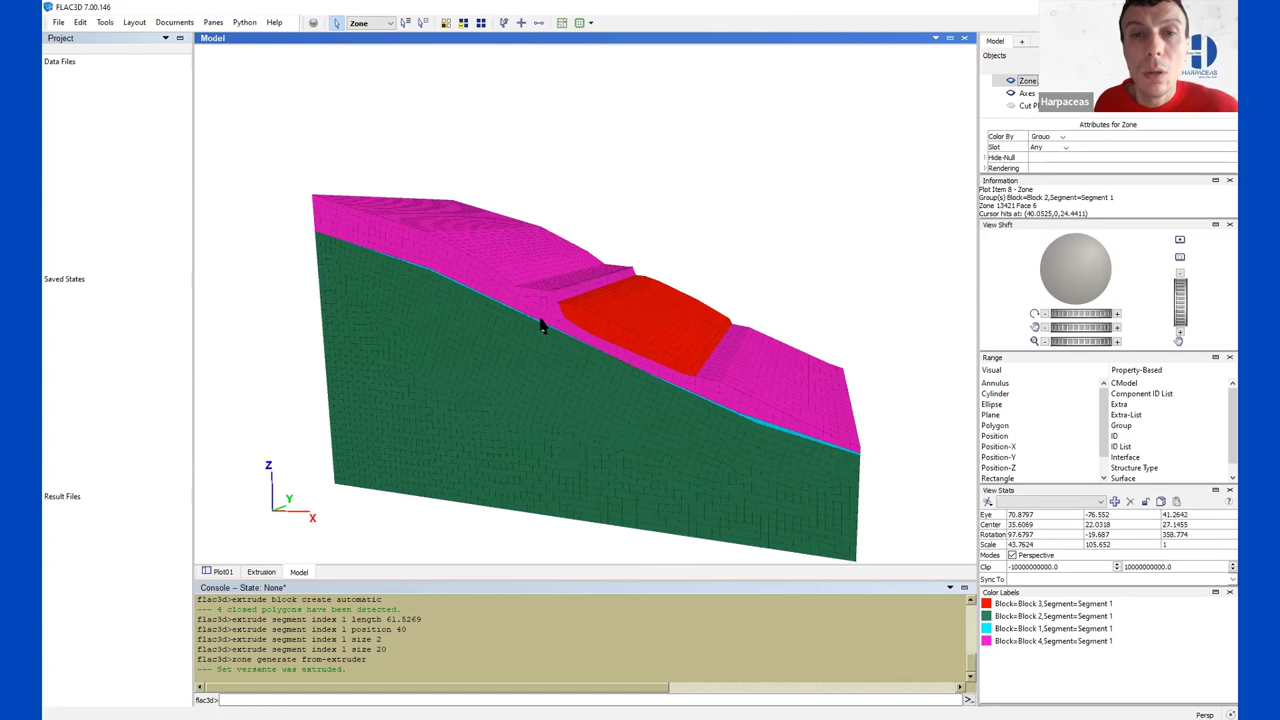 FLAC3D 7.00.146
File Edit Tools Layout Documents Panes Python Help
Zone
Project
Data Files
Saved States
Result Files
Model
Z
Y
X
Plot01 Extrusion Model
Console -- State: None*
flac3d>extrude block create automatic
--- 4 closed polygons have been detected.
flac3d>extrude segment index 1 length 61.5269
flac3d>extrude segment index 1 position 40
flac3d>extrude segment index 1 size 2
flac3d>extrude segment index 1 size 20
flac3d>zone generate from-extruder
--- Set versante was extruded.
flac3d>
Model
Objects
Zone
Axes
Harpaceas
HARPACEAS
Attributes for Zone
Color By Group
Slot Any
Hide-Null
Rendering
Information
Plot Item 8 - Zone
Group(s) Block=Block 2,Segment=Segment 1
Zone 13421 Face 6
Cursor hits at: (40.0525,0,24.4411)
View Shift
Range
Visual Property-Based
Annulus CModel
Cylinder Component ID List
Ellipse Extra
Plane Extra-List
Polygon Group
Position ID
Position-X ID List
Position-Y Interface
Position-Z Structure Type
Rectangle Surface
View Stats
Eye 70.8797 -76.552 41.2642
Center 35.6069 22.0318 27.1455
Rotation 97.6797 -19.687 358.774
Scale 43.7624 105.652 1
Modes Perspective
Clip -10000000000.0 10000000000.0
Sync To
Color Labels
Block=Block 3,Segment=Segment 1
Block=Block 2,Segment=Segment 1
Block=Block 1,Segment=Segment 1
Block=Block 4,Segment=Segment 1
Persp